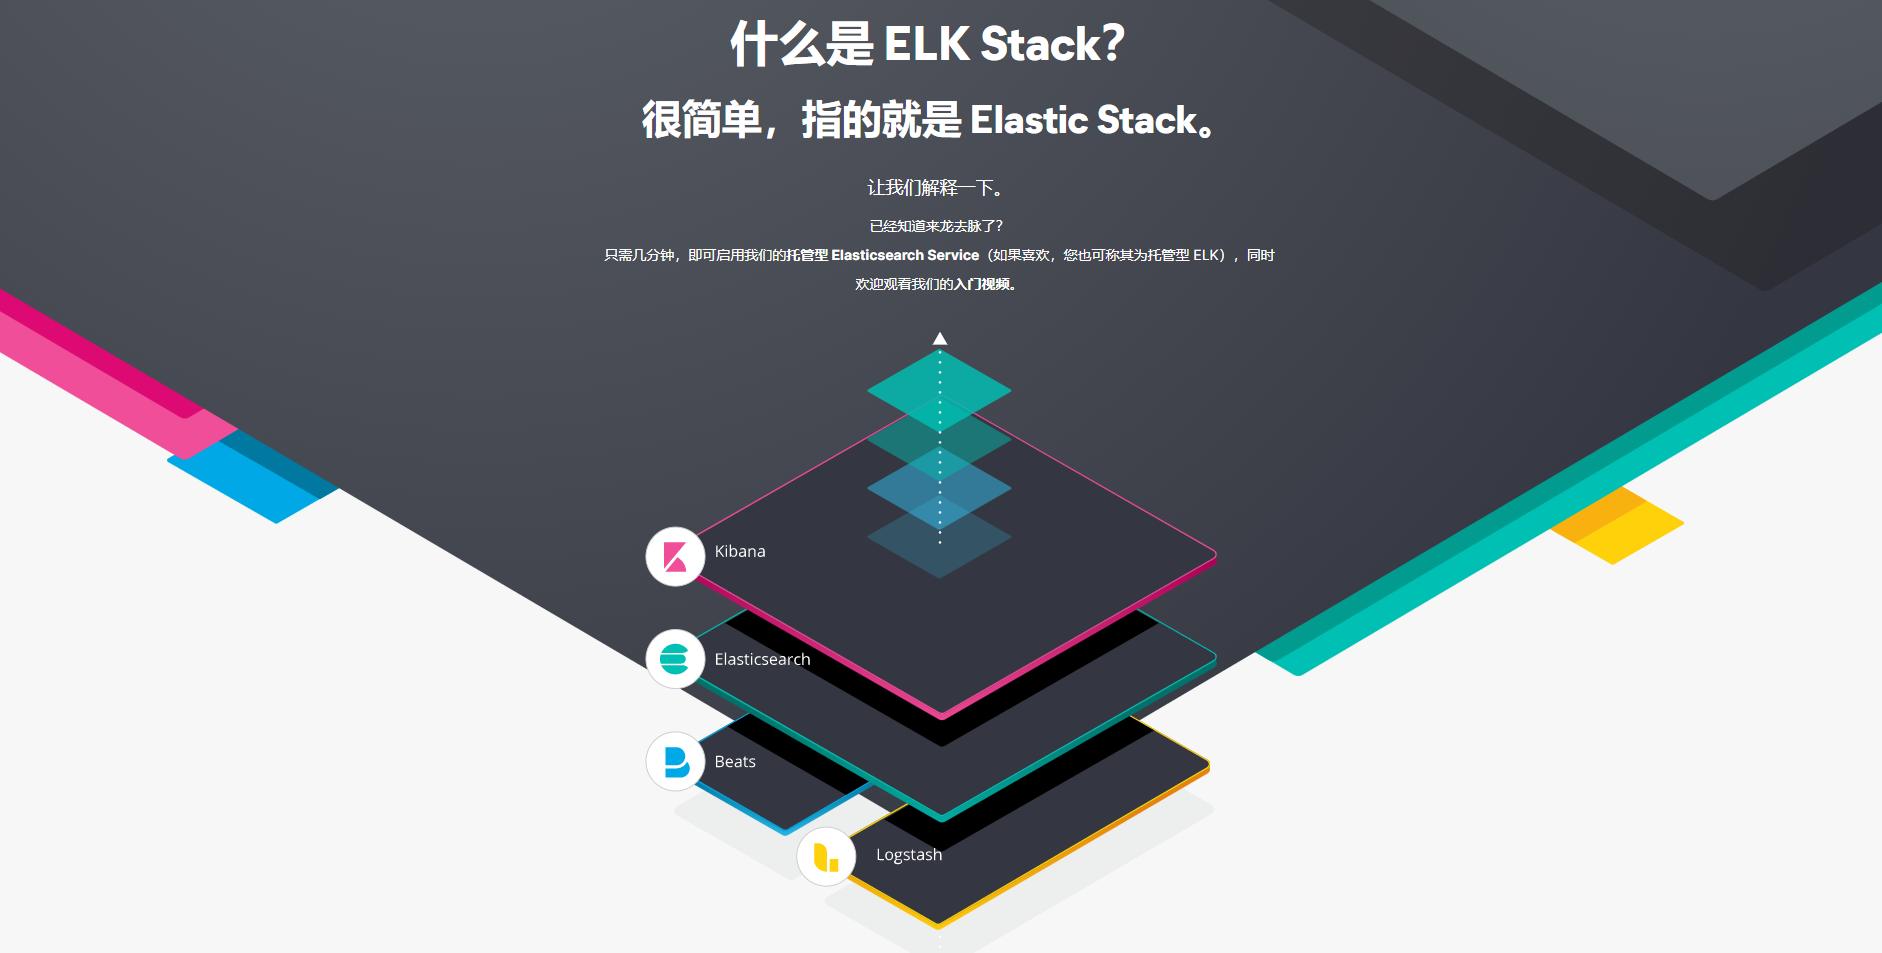 什么是 ELK Stack？
很简单，指的就是 Elastic Stack。
让我们解释一下。
已经知道来龙去脉了？
只需几分钟，即可启用我们的托管型 Elasticsearch Service（如果喜欢，您也可称其为托管型 ELK），同时
欢迎观看我们的入门视频。
Kibana
Elasticsearch
Beats
Logstash